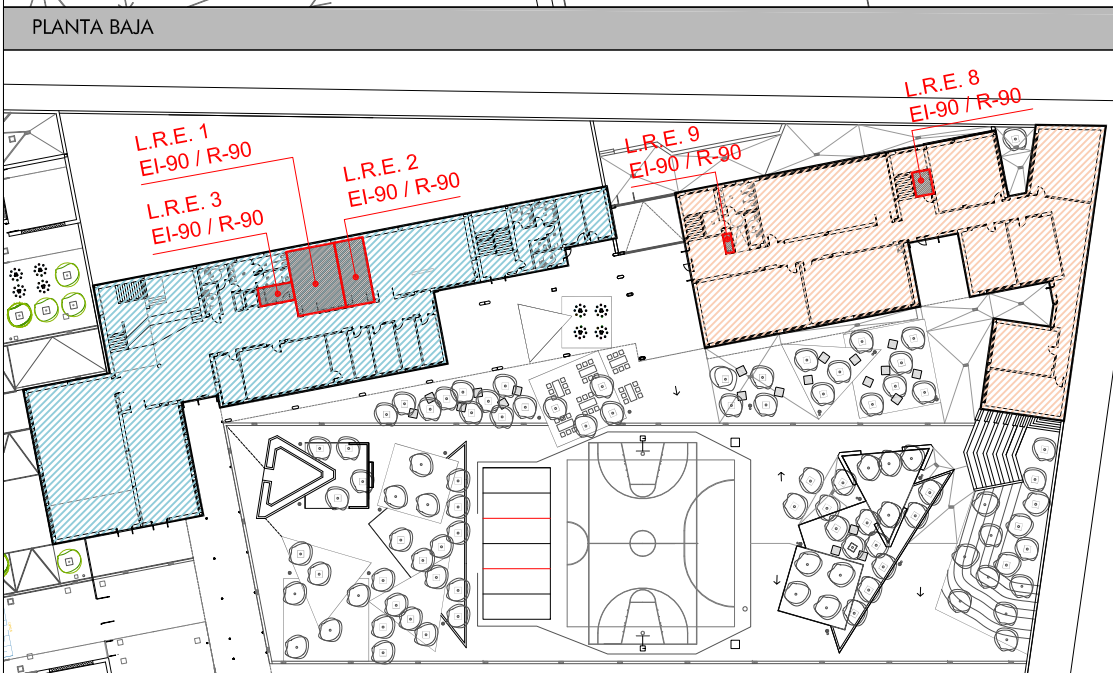 PLANTA BAJA
L.R.E. 1
EI-90 / R-90
L.R.E. 2
EI-90 / R-90
L.R.E. 3
EI-90 / R-90
L.R.E. 9
EI-90 / R-90
L.R.E. 8
EI-90 / R-90